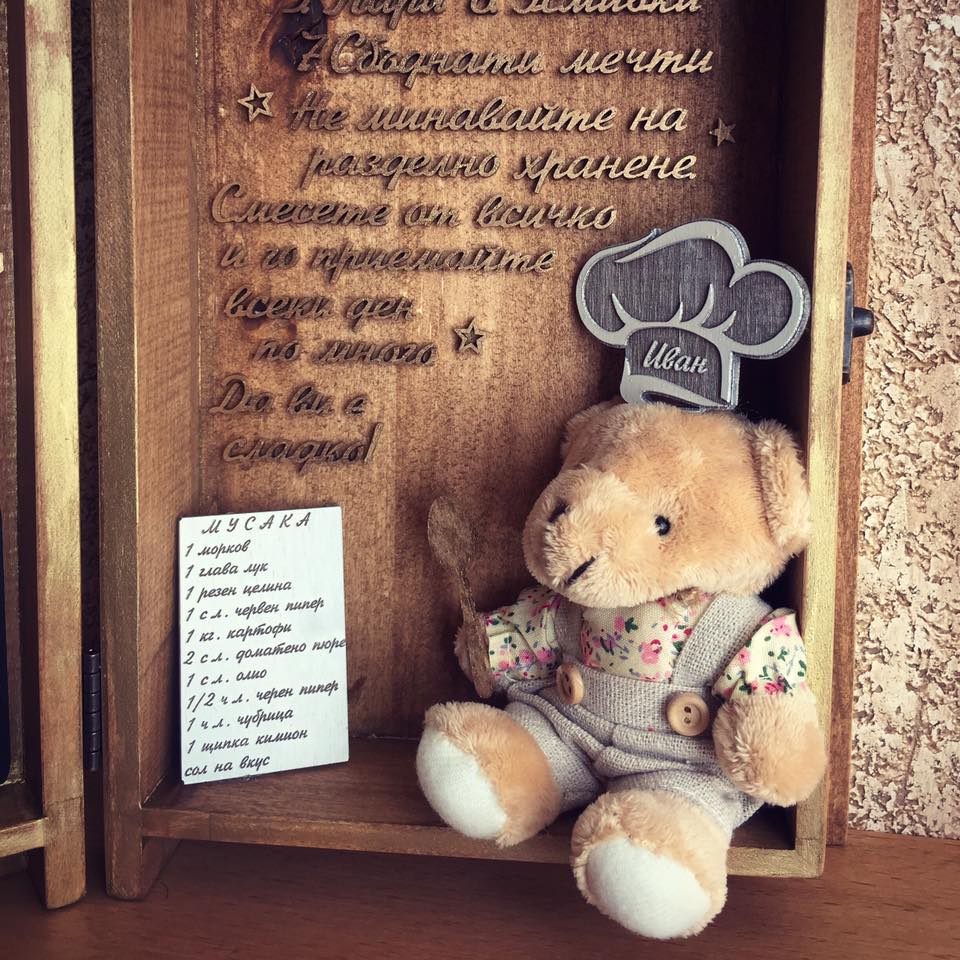 7 Сбъднати мечти
Не минавайте на
разделно хранене.
Смесете от всичко
и го приемайте
всеки ден
по много
Да ви е
сладко!
Иван
МУСАКА
1 морков
1 глава лук
1 резен целина
1 с л. червен пипер
1 кг. картофи
2 с л. доматено пюре
1 с л. олио
1/2 ч л. черен пипер
1 ч л. чубрица
1 щипка кимион
сол на вкус